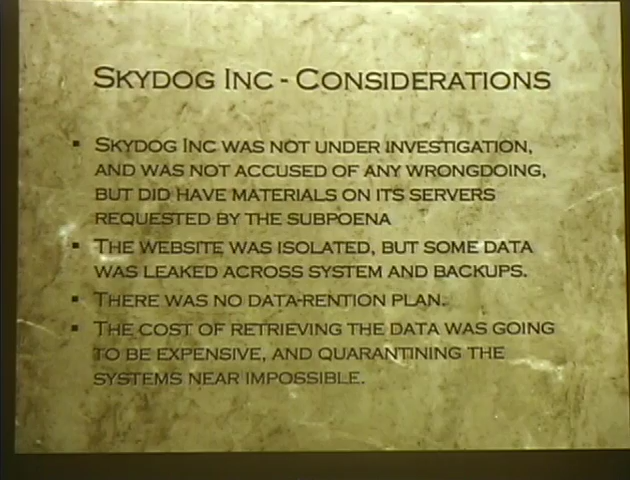 SKYDOG INC - CONSIDERATIONS
▪ SKYDOG INC WAS NOT UNDER INVESTIGATION,
AND WAS NOT ACCUSED OF ANY WRONGDOING,
BUT DID HAVE MATERIALS ON ITS SERVERS
REQUESTED BY THE SUBPOENA
▪ THE WEBSITE WAS ISOLATED, BUT SOME DATA
WAS LEAKED ACROSS SYSTEM AND BACKUPS.
▪ THERE WAS NO DATA-RENTION PLAN.
▪ THE COST OF RETRIEVING THE DATA WAS GOING
TO BE EXPENSIVE, AND QUARANTINING THE
SYSTEMS NEAR IMPOSSIBLE.